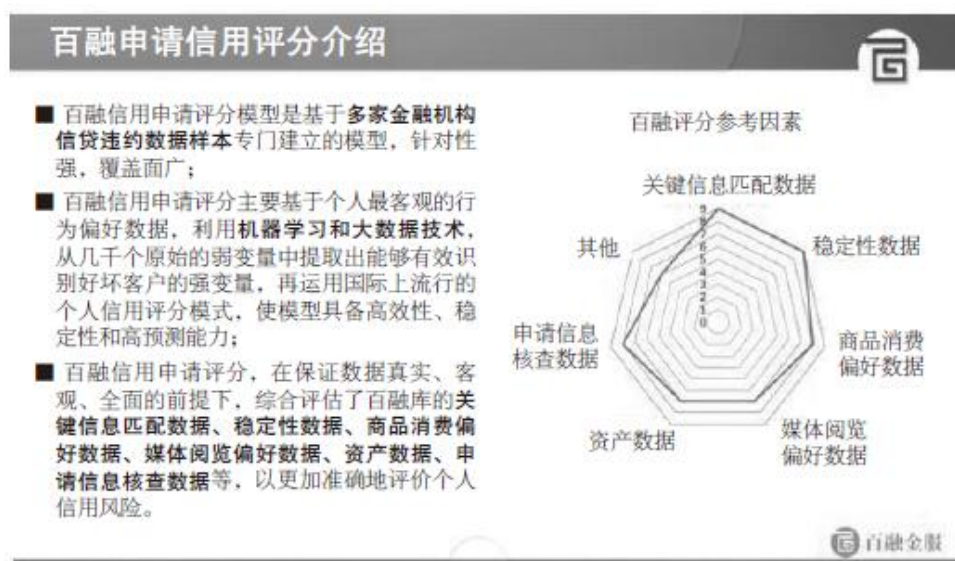 百融申请信用评分介绍
■ 百融信用申请评分模型是基于多家金融机构
信贷违约数据样本专门建立的模型，针对性
强，覆盖面广；
■ 百融信用申请评分主要基于个人最客观的行
为偏好数据，利用机器学习和大数据技术，
从几千个原始的弱变量中提取出能够有效识
别好坏客户的强变量，再运用国际上流行的
个人信用评分模式，使模型具备高效性、稳
定性和高预测能力；
■ 百融信用申请评分，在保证数据真实、客
观、全面的前提下，综合评估了百融库的关
键信息匹配数据、稳定性数据、商品消费偏
好数据、媒体阅览偏好数据、资产数据、申
请信息核查数据等，以更加准确地评价个人
信用风险。
百融评分参考因素
关键信息匹配数据
9
8
7
6
5
4
3
2
1
0
其他
稳定性数据
申请信息
核查数据
商品消费
偏好数据
资产数据
媒体阅览
偏好数据
百融金服